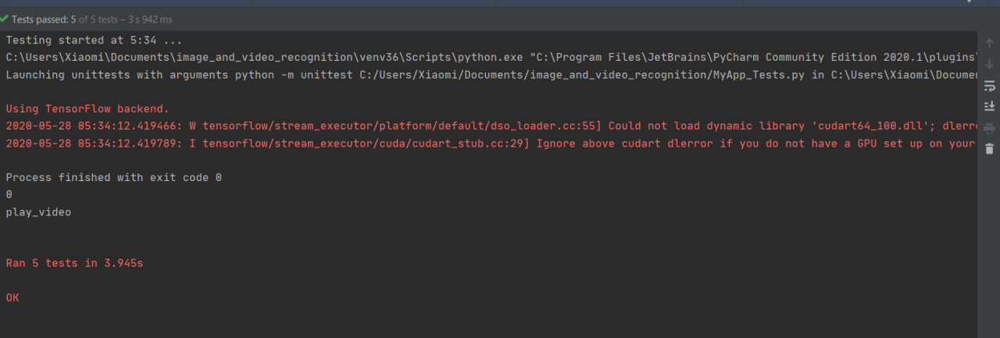 Tests passed: 5 of 5 tests – 3 s 942 ms
Testing started at 5:34 ...
C:\Users\Xiaomi\Documents\image_and_video_recognition\venv36\Scripts\python.exe "C:\Program Files\JetBrains\PyCharm Community Edition 2020.1\plugins\
Launching unittests with arguments python -m unittest C:/Users/Xiaomi/Documents/image_and_video_recognition/MyApp_Tests.py in C:\Users\Xiaomi\Documen
Using TensorFlow backend.
2020-05-28 05:34:12.419466: W tensorflow/stream_executor/platform/default/dso_loader.cc:55] Could not load dynamic library 'cudart64_100.dll'; dlerro
2020-05-28 05:34:12.419789: I tensorflow/stream_executor/cuda/cudart_stub.cc:29] Ignore above cudart dlerror if you do not have a GPU set up on your
Process finished with exit code 0
0
play_video
Ran 5 tests in 3.945s
OK